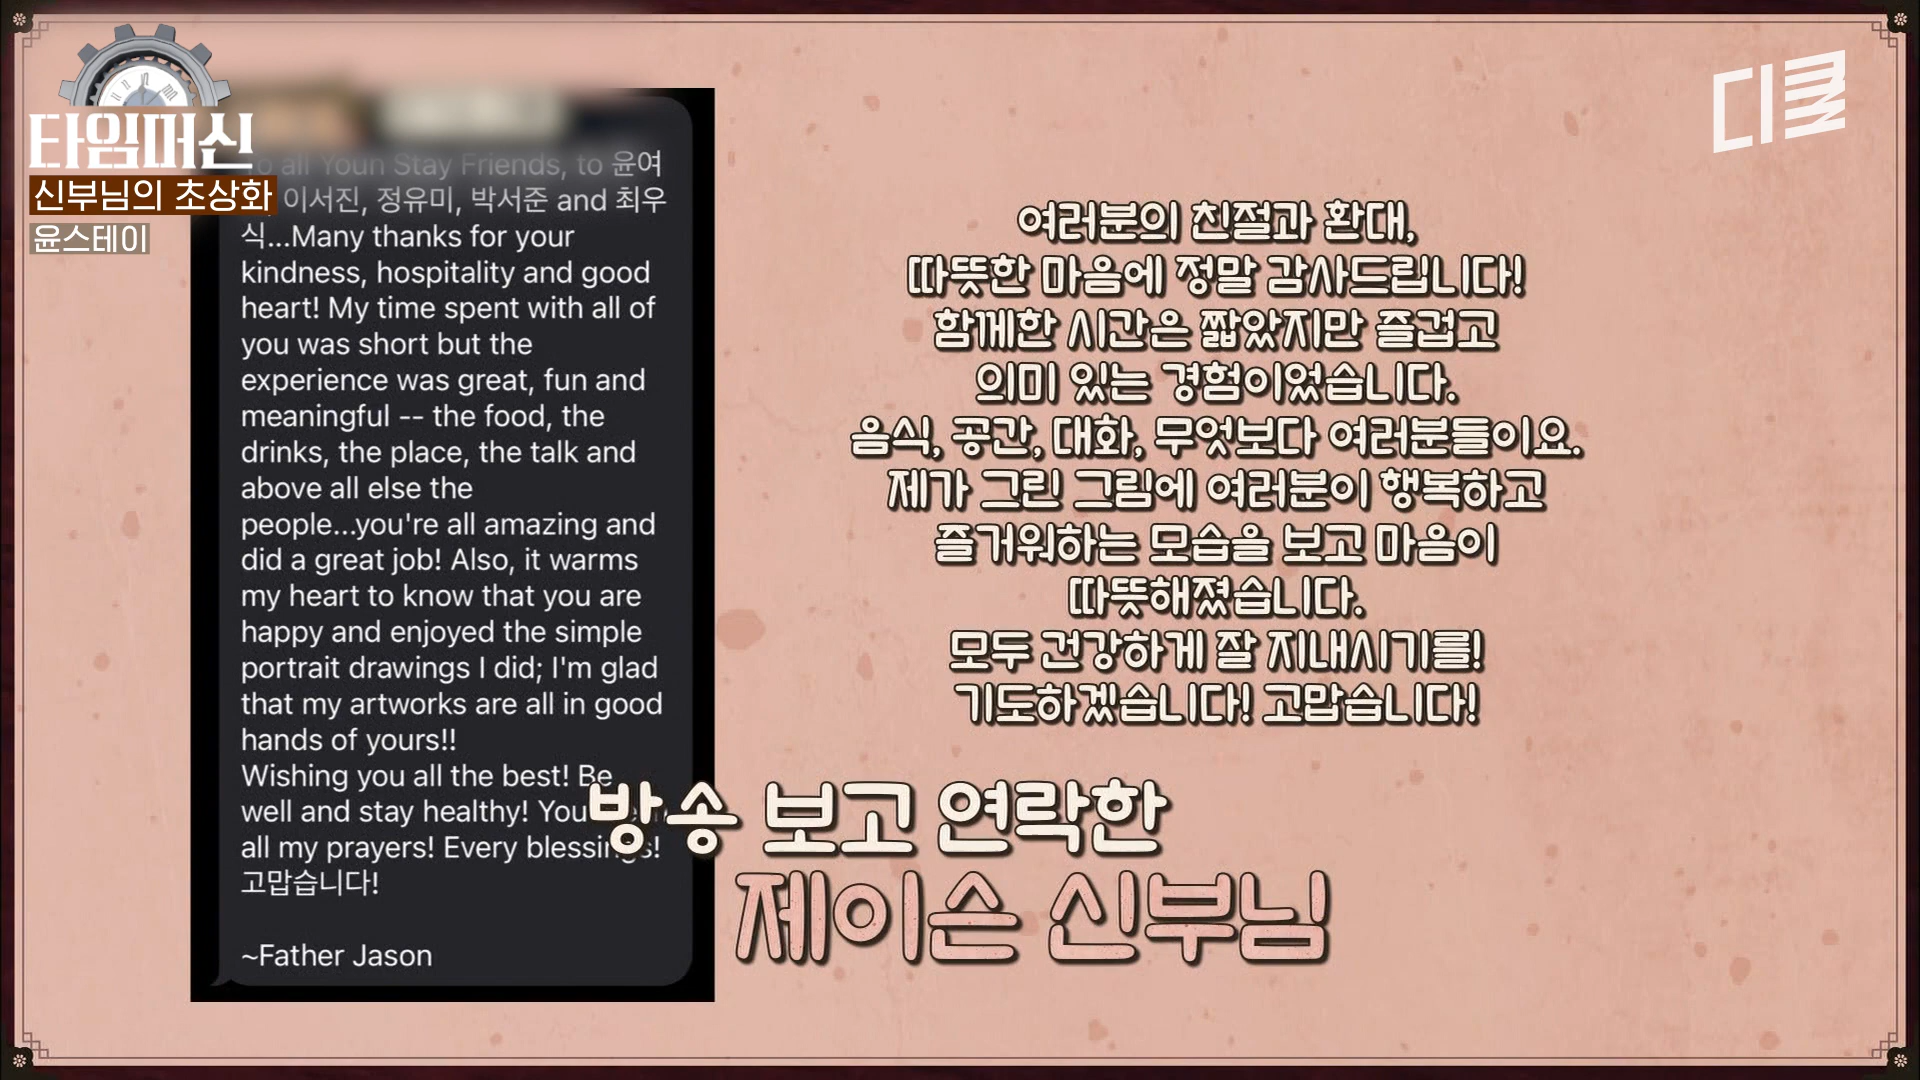 타임머신
신부님의 초상화
윤스테이
디글
all Youn Stay Friends, to 윤여
이서진, 정유미, 박서준 and 최우
식...Many thanks for your
kindness, hospitality and good
heart! My time spent with all of
you was short but the
experience was great, fun and
meaningful -- the food, the
drinks, the place, the talk and
above all else the
people...you're all amazing and
did a great job! Also, it warms
my heart to know that you are
happy and enjoyed the simple
portrait drawings I did; I'm glad
that my artworks are all in good
hands of yours!!
Wishing you all the best! Be
well and stay healthy! You
all my prayers! Every blessings!
고맙습니다!
~Father Jason
여러분의 친절과 환대,
따뜻한 마음에 정말 감사드립니다!
함께한 시간은 짧았지만 즐겁고
의미 있는 경험이었습니다.
음식, 공간, 대화, 무엇보다 여러분들이요.
제가 그린 그림에 여러분이 행복하고
즐거워하는 모습을 보고 마음이
따뜻해졌습니다.
모두 건강하게 잘 지내시기를!
기도하겠습니다! 고맙습니다!
방송 보고 연락한
제이슨 신부님